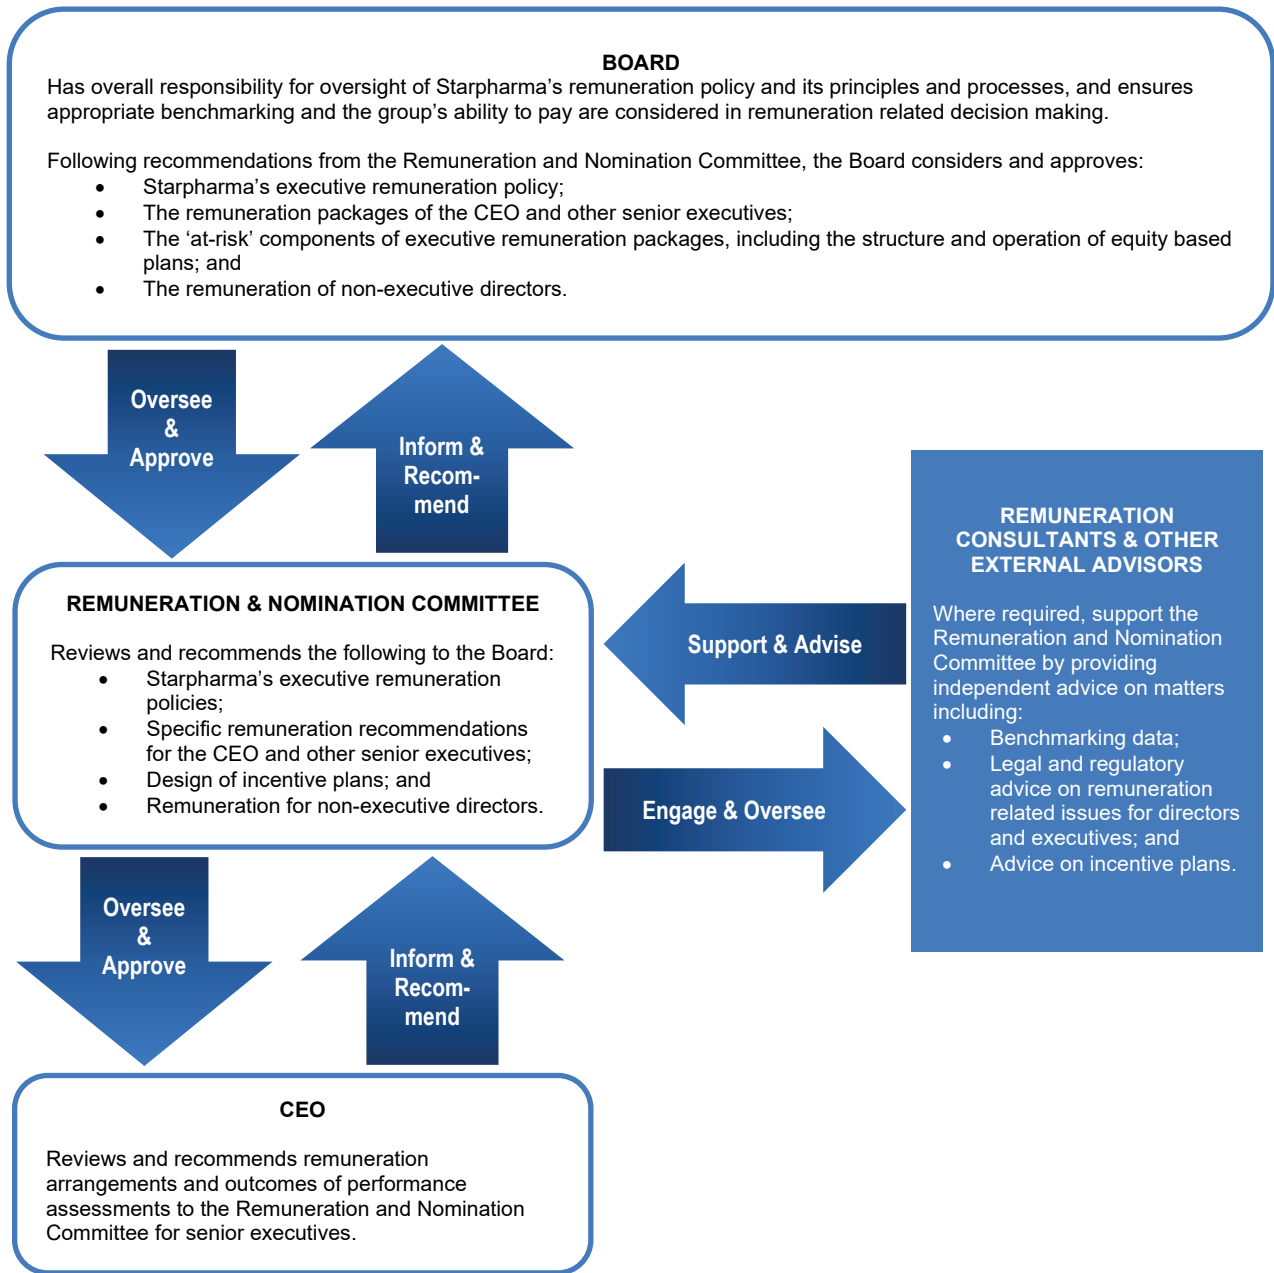 BOARD
Has overall responsibility for oversight of Starpharma’s remuneration policy and its principles and processes, and ensures
appropriate benchmarking and the group’s ability to pay are considered in remuneration related decision making.
Following recommendations from the Remuneration and Nomination Committee, the Board considers and approves:
• Starpharma’s executive remuneration policy;
• The remuneration packages of the CEO and other senior executives;
• The ‘at-risk’ components of executive remuneration packages, including the structure and operation of equity based
plans; and
• The remuneration of non-executive directors.
Oversee
&
Approve
Inform &
Recom-
mend
REMUNERATION & NOMINATION COMMITTEE
Reviews and recommends the following to the Board:
• Starpharma’s executive remuneration
policies;
• Specific remuneration recommendations
for the CEO and other senior executives;
• Design of incentive plans; and
• Remuneration for non-executive directors.
Support & Advise
Engage & Oversee
REMUNERATION
CONSULTANTS & OTHER
EXTERNAL ADVISORS
Where required, support the
Remuneration and Nomination
Committee by providing
independent advice on matters
including:
• Benchmarking data;
• Legal and regulatory
advice on remuneration
related issues for directors
and executives; and
• Advice on incentive plans.
Oversee
&
Approve
Inform &
Recom-
mend
CEO
Reviews and recommends remuneration
arrangements and outcomes of performance
assessments to the Remuneration and Nomination
Committee for senior executives.